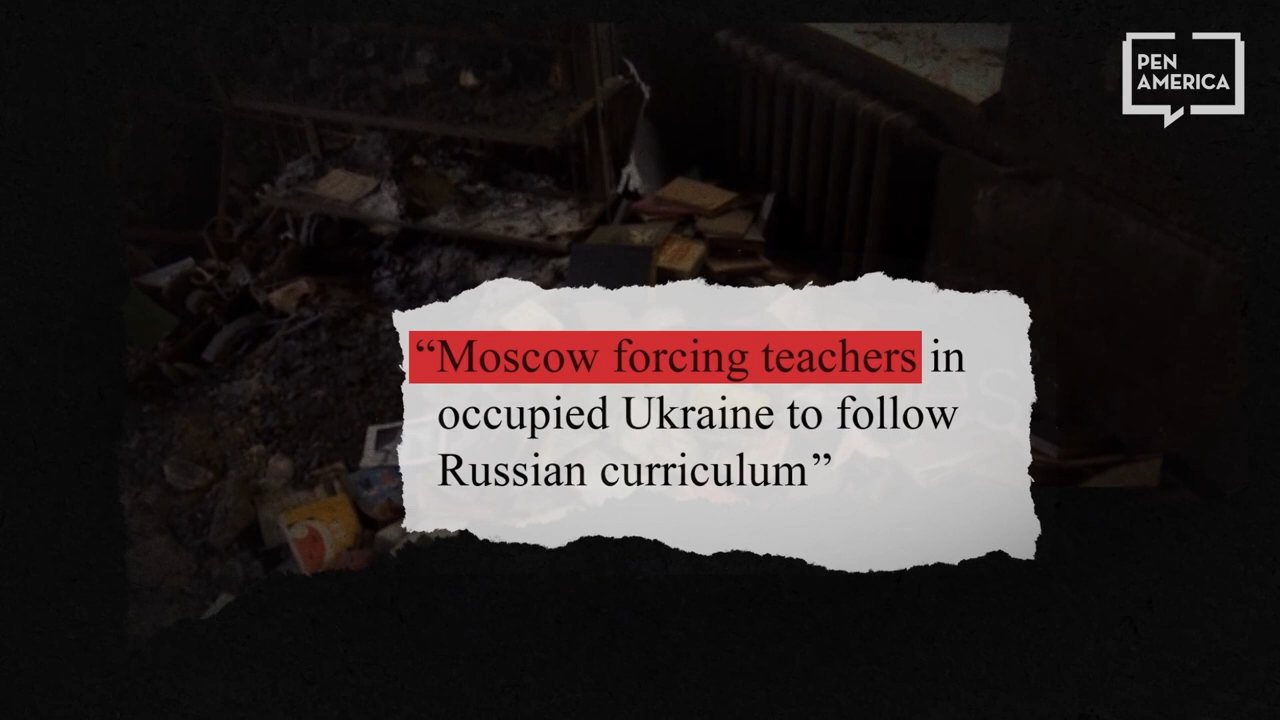 PEN
AMERICA
“Moscow forcing teachers in
occupied Ukraine to follow
Russian curriculum”